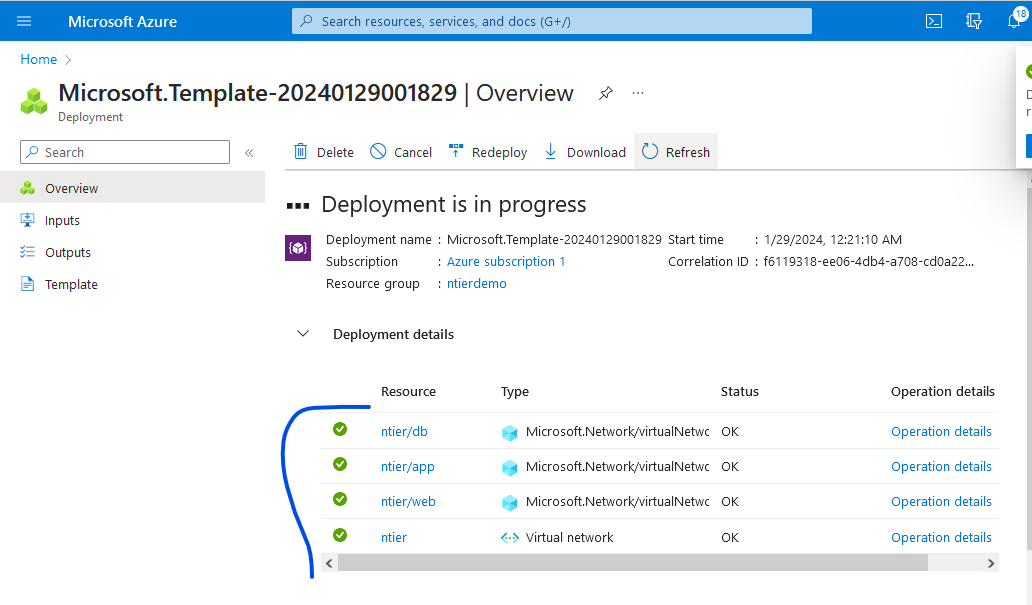 Microsoft Azure
Search resources, services, and docs (G+/)
18
Home
Microsoft.Template-20240129001829 | Overview
Deployment
Search
Delete
Cancel
Redeploy
Download
Refresh
Overview
Inputs
Outputs
Template
Deployment is in progress
Deployment name : Microsoft.Template-20240129001829 Start time : 1/29/2024, 12:21:10 AM
Subscription : Azure subscription 1 Correlation ID : f6119318-ee06-4db4-a708-cd0a22...
Resource group : ntierdemo
Deployment details
Resource Type Status Operation details
ntier/db Microsoft.Network/virtualNetwo OK Operation details
ntier/app Microsoft.Network/virtualNetwo OK Operation details
ntier/web Microsoft.Network/virtualNetwo OK Operation details
ntier Virtual network OK Operation details